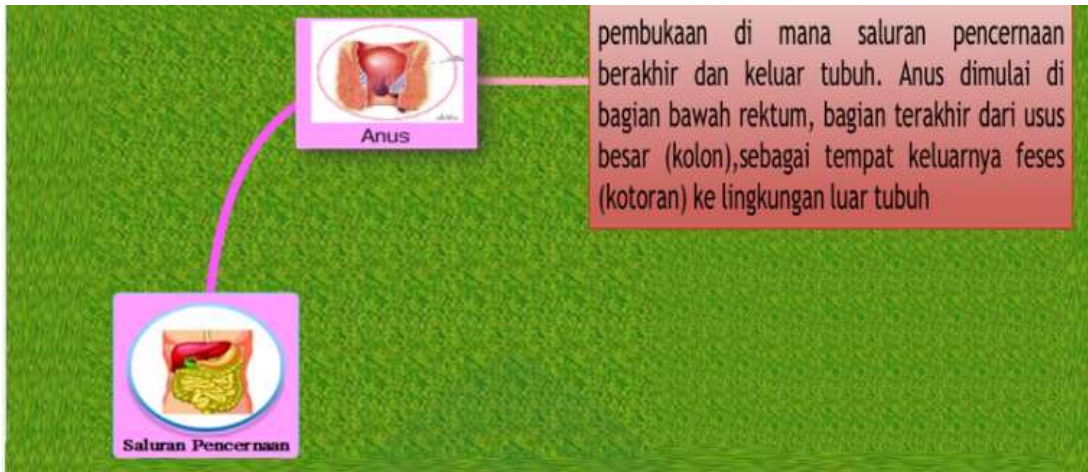 pembukaan di mana saluran pencernaan
berakhir dan keluar tubuh. Anus dimulai di
bagian bawah rektum, bagian terakhir dari usus
besar (kolon),sebagai tempat keluarnya feses
(kotoran) ke lingkungan luar tubuh
Anus
Saluran Pencernaan